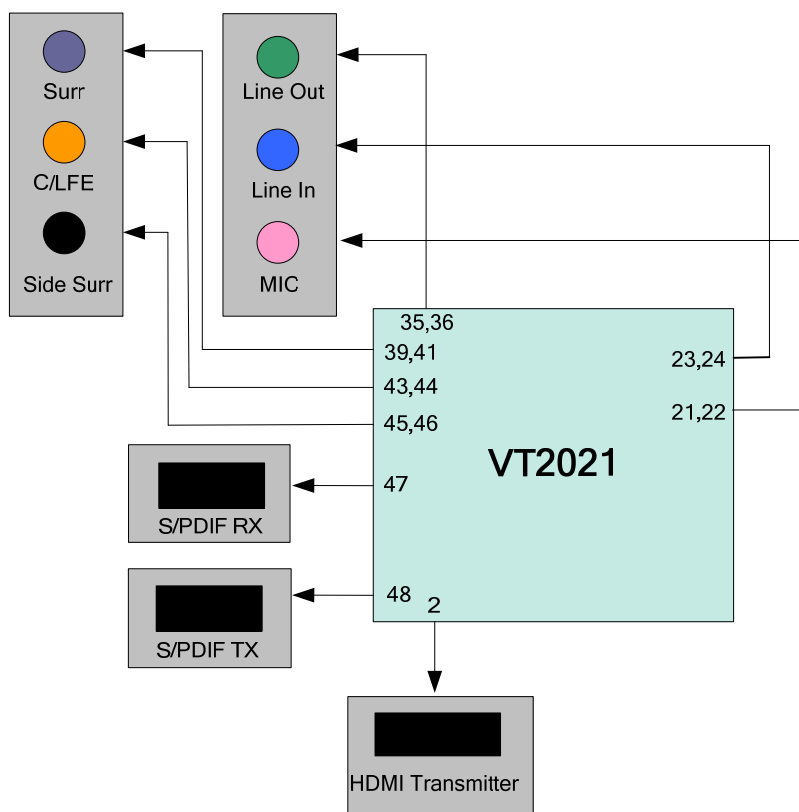 Surr
C/LFE
Side Surr
Line Out
Line In
MIC
35,36
39,41
43,44
45,46
47
48
2
23,24
21,22
VT2021
S/PDIF RX
S/PDIF TX
HDMI Transmitter